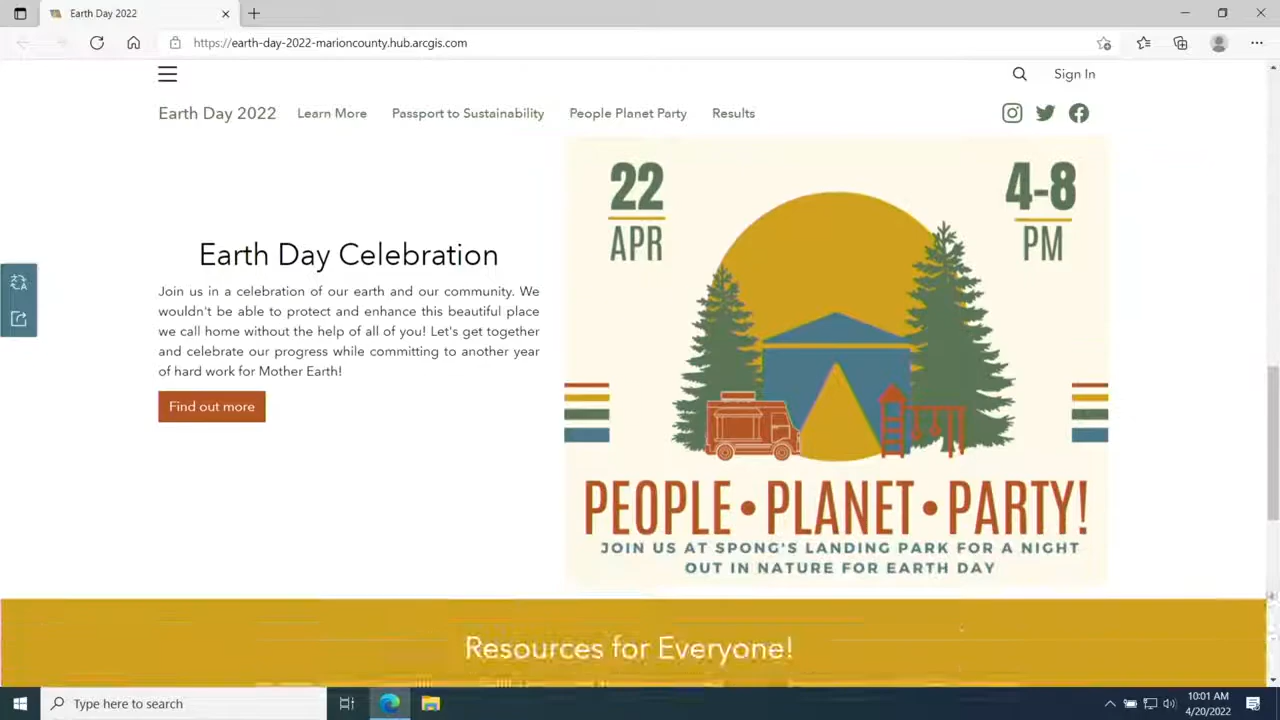 Earth Day 2022
https://earth-day-2022-marioncounty.hub.arcgis.com
Sign In
Earth Day 2022 Learn More Passport to Sustainability People Planet Party Results
22
APR
4-8
PM
Earth Day Celebration
Join us in a celebration of our earth and our community. We
wouldn't be able to protect and enhance this beautiful place
we call home without the help of all of you! Let's get together
and celebrate our progress while committing to another year
of hard work for Mother Earth!
Find out more
PEOPLE • PLANET • PARTY!
JOIN US AT SPONG'S LANDING PARK FOR A NIGHT
OUT IN NATURE FOR EARTH DAY
Resources for Everyone!
Type here to search
10:01 AM
4/20/2022